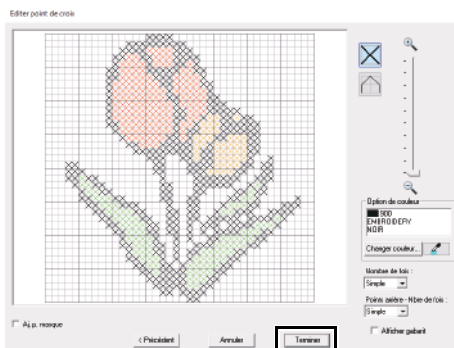 Editer point de croix
Option de couleur
900
EMBROIDERY
NOIR
Changer couleur...
Nombre de fois :
Simple
Points arrière - Nbre de fois :
Simple
Afficher gabarit
Aj. p. masque
< Précédent
Annuler
Terminer